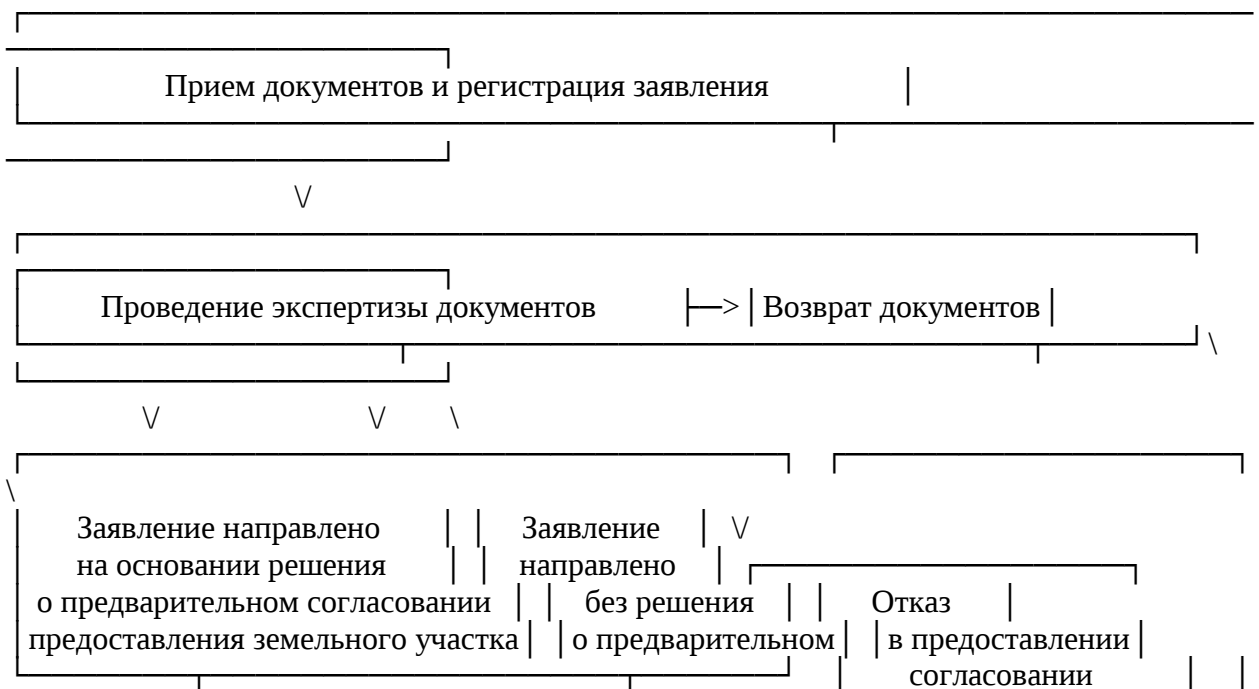 Прием документов и регистрация заявления
Проведение экспертизы документов ├─> │ Возврат документов │
Заявление направлено │ │ Заявление │ \/
на основании решения │ │ направлено │
о предварительном согласовании │ │ без решения │ │ Отказ │
предоставления земельного участка │ │ о предварительном │ │ в предоставлении │
согласовании